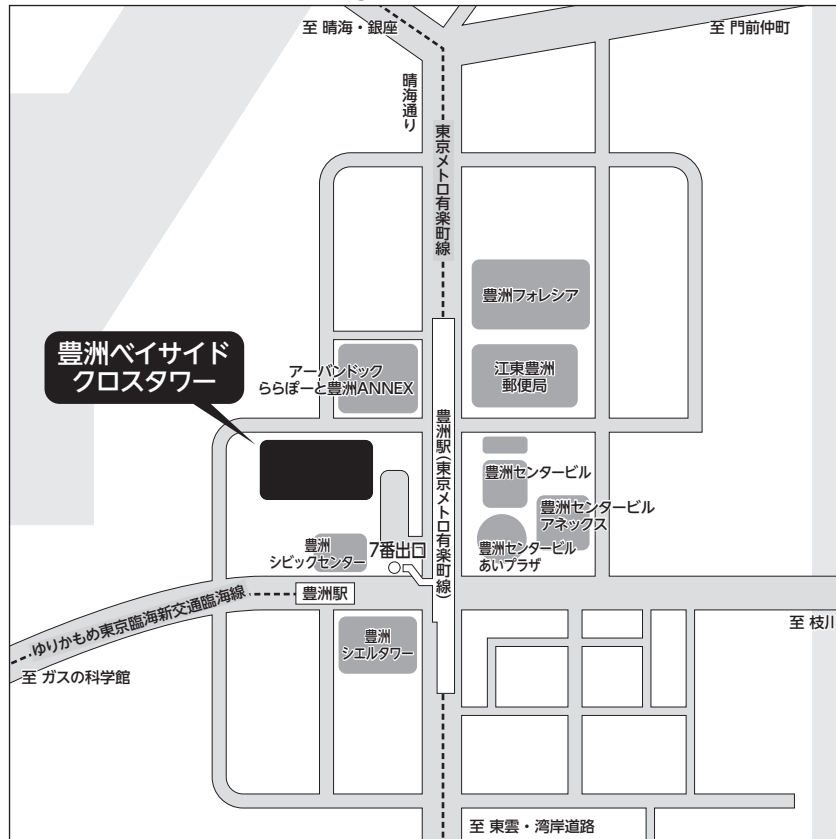 至 晴海・銀座
至 門前仲町
晴海通り
東京メトロ有楽町線
豊洲フォレシア
豊洲ベイサイド
クロスタワー
アーバンドック
ららぽーと豊洲ANNEX
江東豊洲
郵便局
豊洲駅(東京メトロ有楽町線)
豊洲センタービル
豊洲センタービル
アネックス
豊洲
シビックセンター
7番出口
豊洲センタービル
あいプラザ
豊洲駅
ゆりかもめ東京臨海新交通臨海線
至 枝川
豊洲
シエルタワー
至 ガスの科学館
至 東雲・湾岸道路